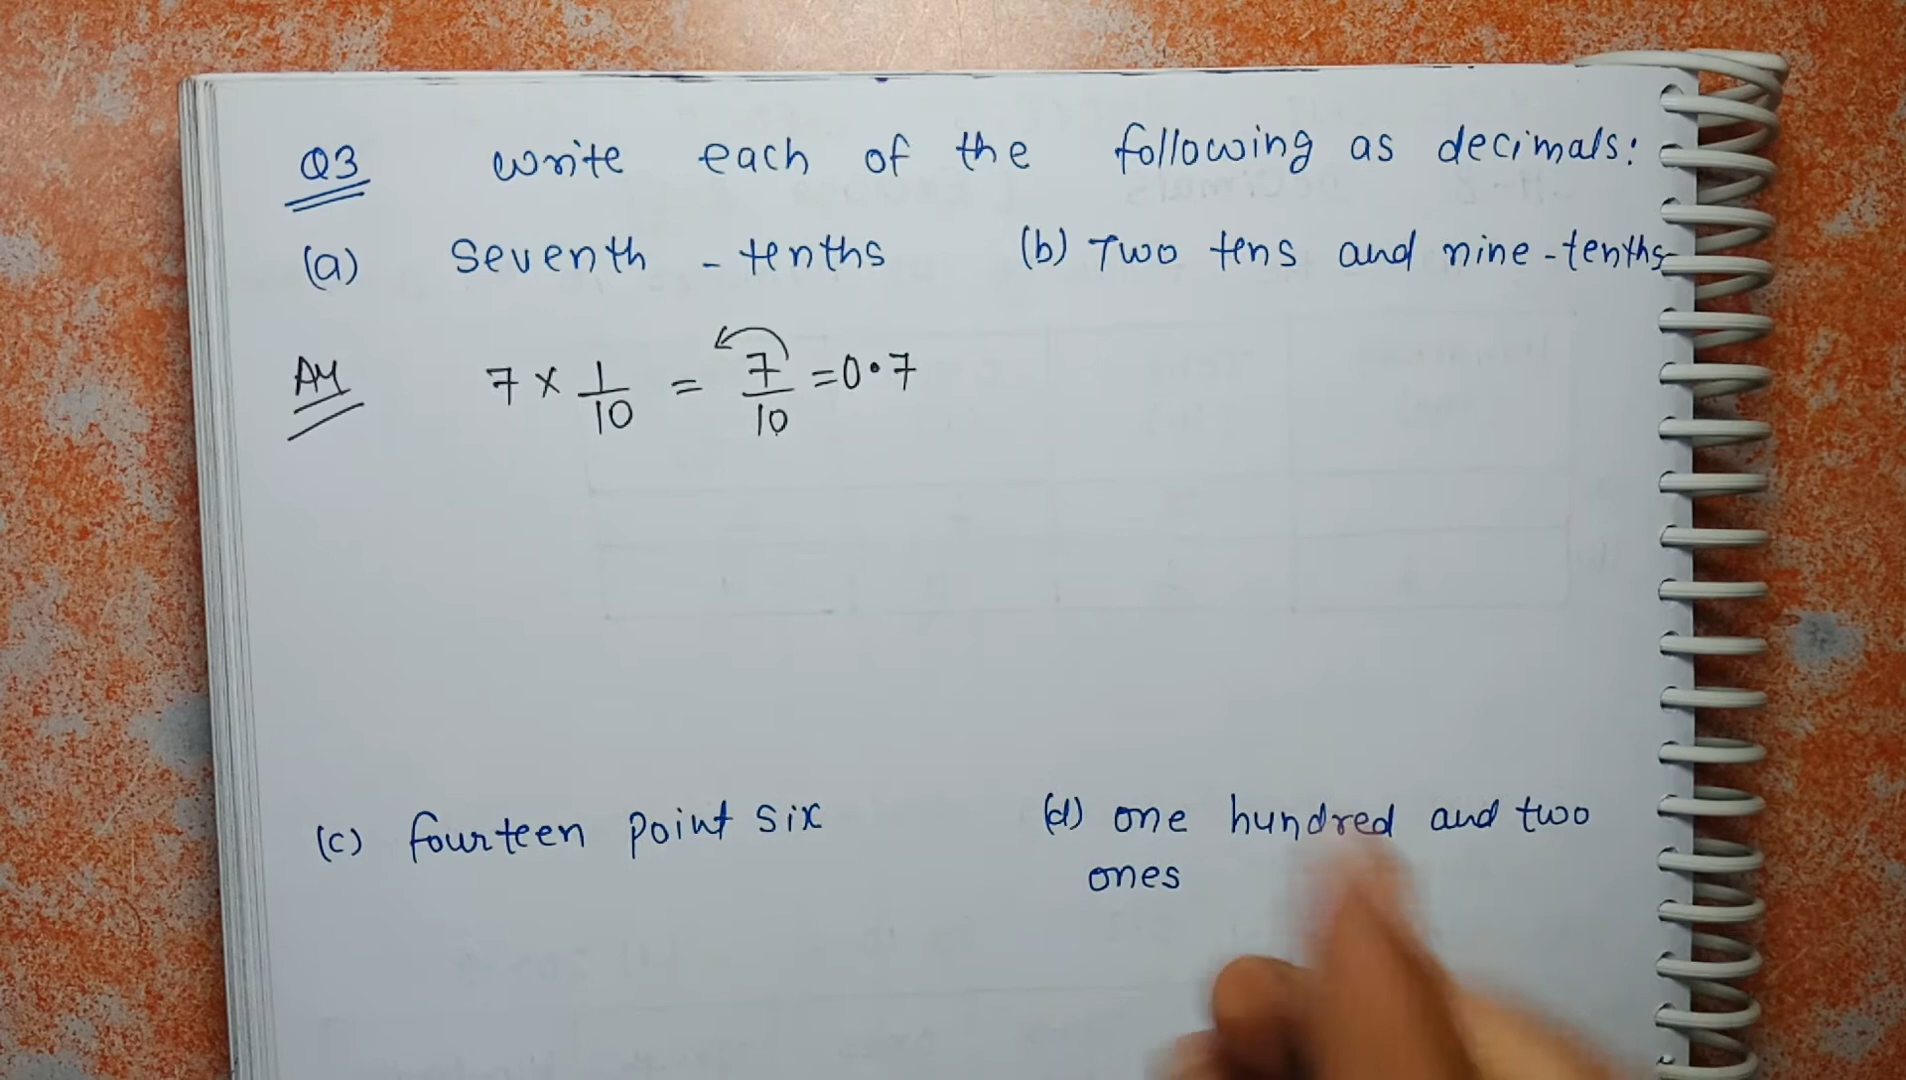 Q3 write each of the following as decimals:
(a) Seventh - tenths (b) Two tens and nine-tenths
7 × 1/10 = 7/10 = 0.7
(c) fourteen point six (d) one hundred and two
ones